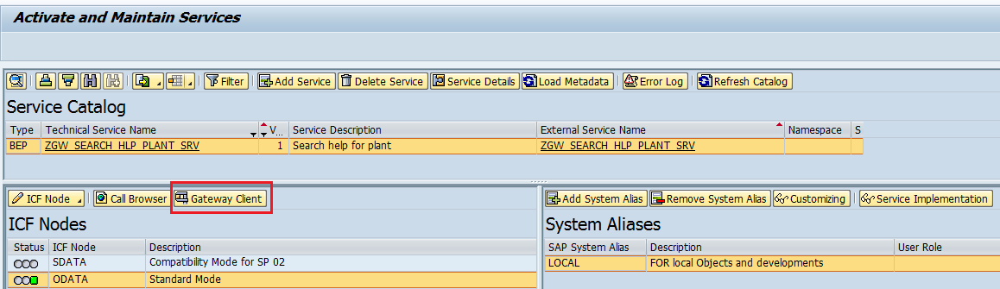 Activate and Maintain Services
Filter Add Service Delete Service Service Details Load Metadata Error Log Refresh Catalog
Service Catalog
Type Technical Service Name V... Service Description External Service Name Namespace S
BEP ZGW_SEARCH_HLP_PLANT_SRV 1 Search help for plant ZGW_SEARCH_HLP_PLANT_SRV
ICF Node Call Browser Gateway Client
ICF Nodes
Status ICF Node Description
SDATA Compatibility Mode for SP 02
ODATA Standard Mode
Add System Alias Remove System Alias Customizing Service Implementation
System Aliases
SAP System Alias Description User Role
LOCAL FOR local Objects and developments